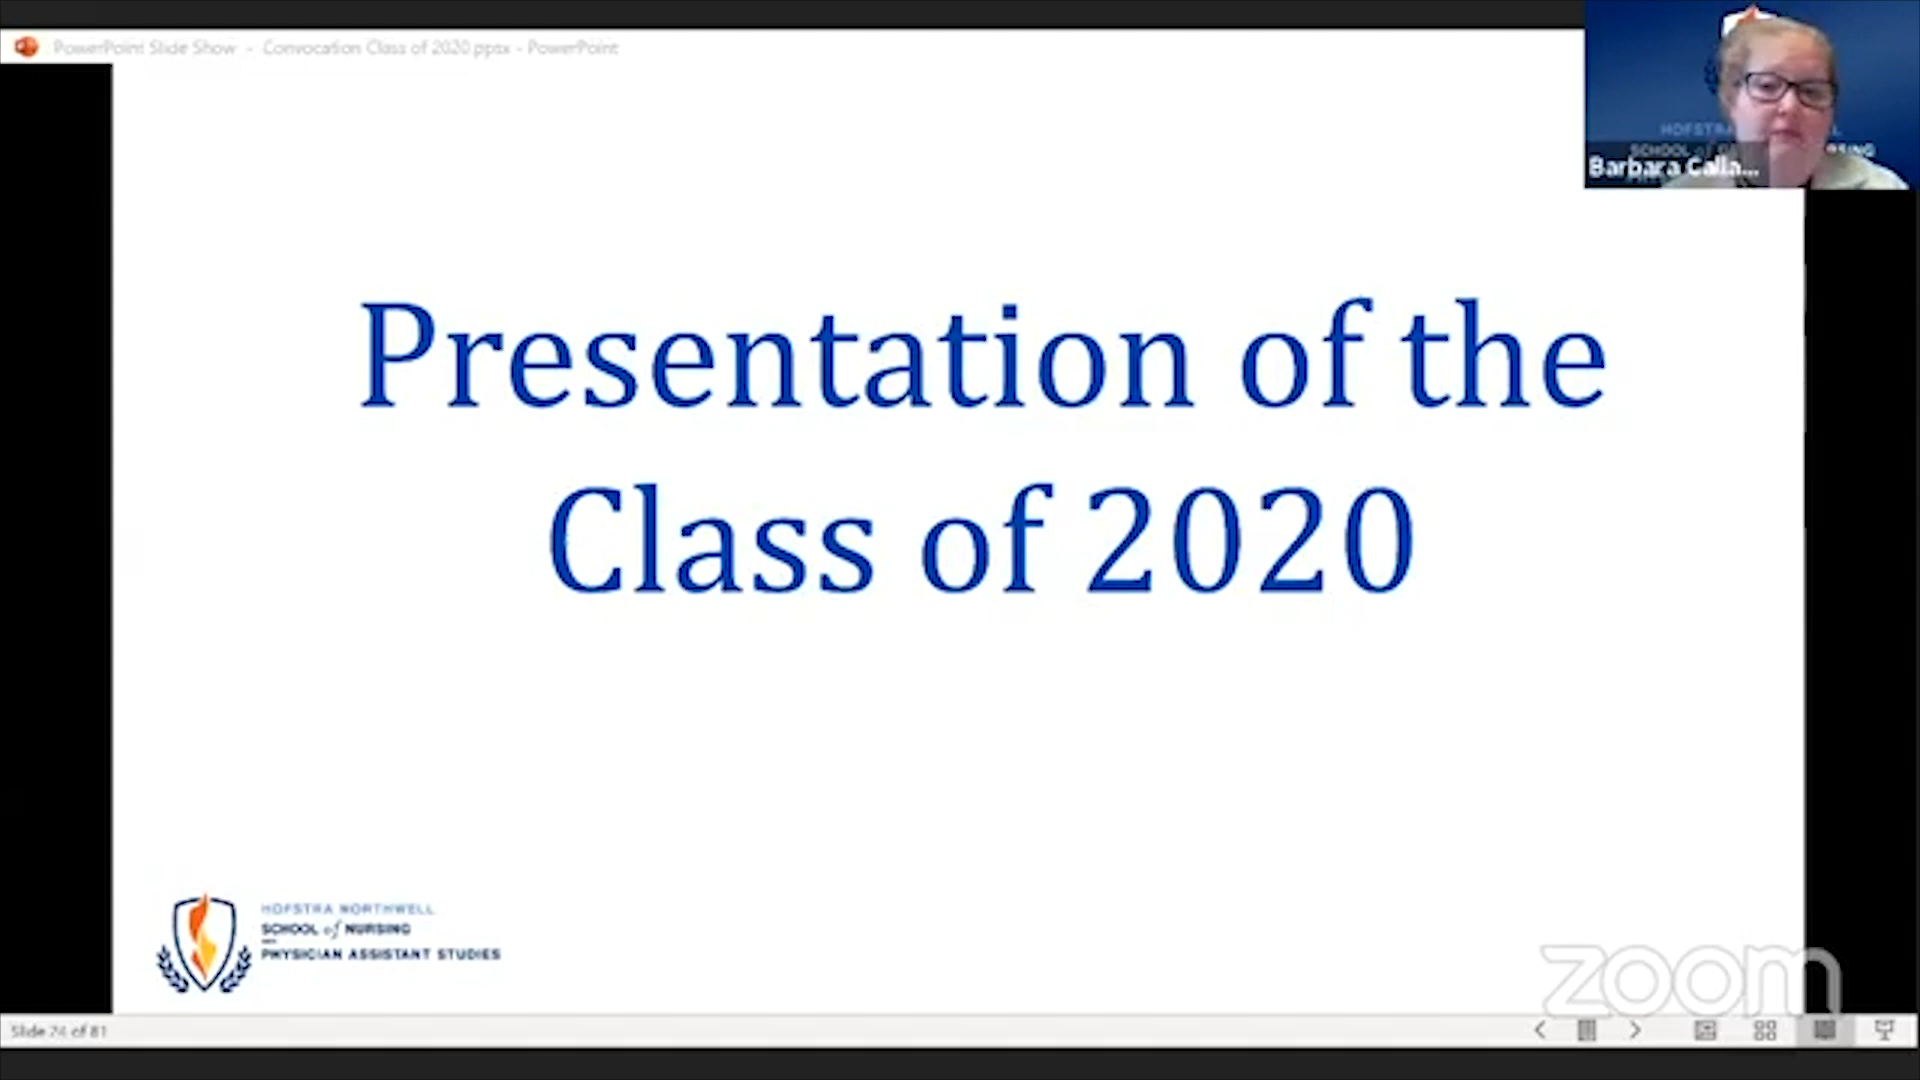 PowerPoint Slide Show - Convocation Class of 2020.ppsx - PowerPoint
Barbara Calla...
Presentation of the
Class of 2020
HOFSTRA NORTHWELL
SCHOOL of NURSING
PHYSICIAN ASSISTANT STUDIES
zoom
Slide 74 of 81